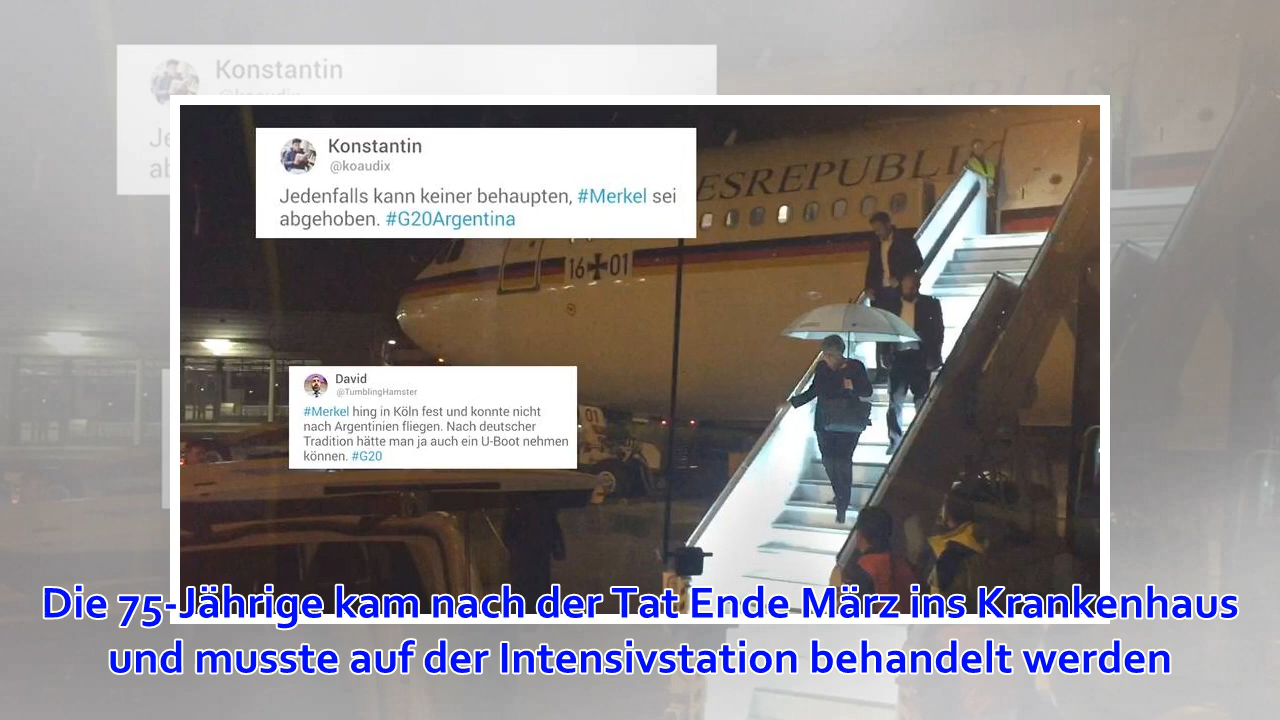 Konstantin
Konstantin
@koaudix
Jedenfalls kann keiner behaupten, #Merkel sei
abgehoben. #G20Argentina
ESREPUBLIK
16 01
David
@TumblingHamster
#Merkel hing in Köln fest und konnte nicht
nach Argentinien fliegen. Nach deutscher
Tradition hätte man ja auch ein U-Boot nehmen
können. #G20
01
Die 75-Jährige kam nach der Tat Ende März ins Krankenhaus
und musste auf der Intensivstation behandelt werden